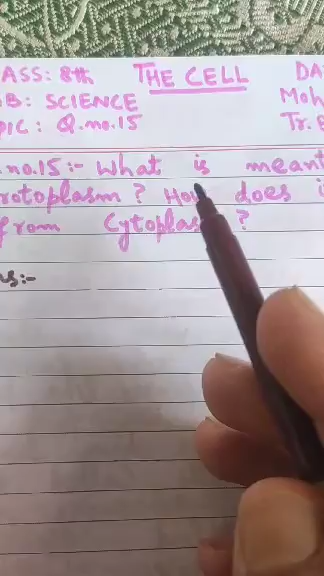 ASS: 8th THE CELL DA
B: SCIENCE Moh
PIC: Q.no.15 Tr.
.no.15:- What is meant
rotoplasm? How does i
from Cytoplas ?
ns:-